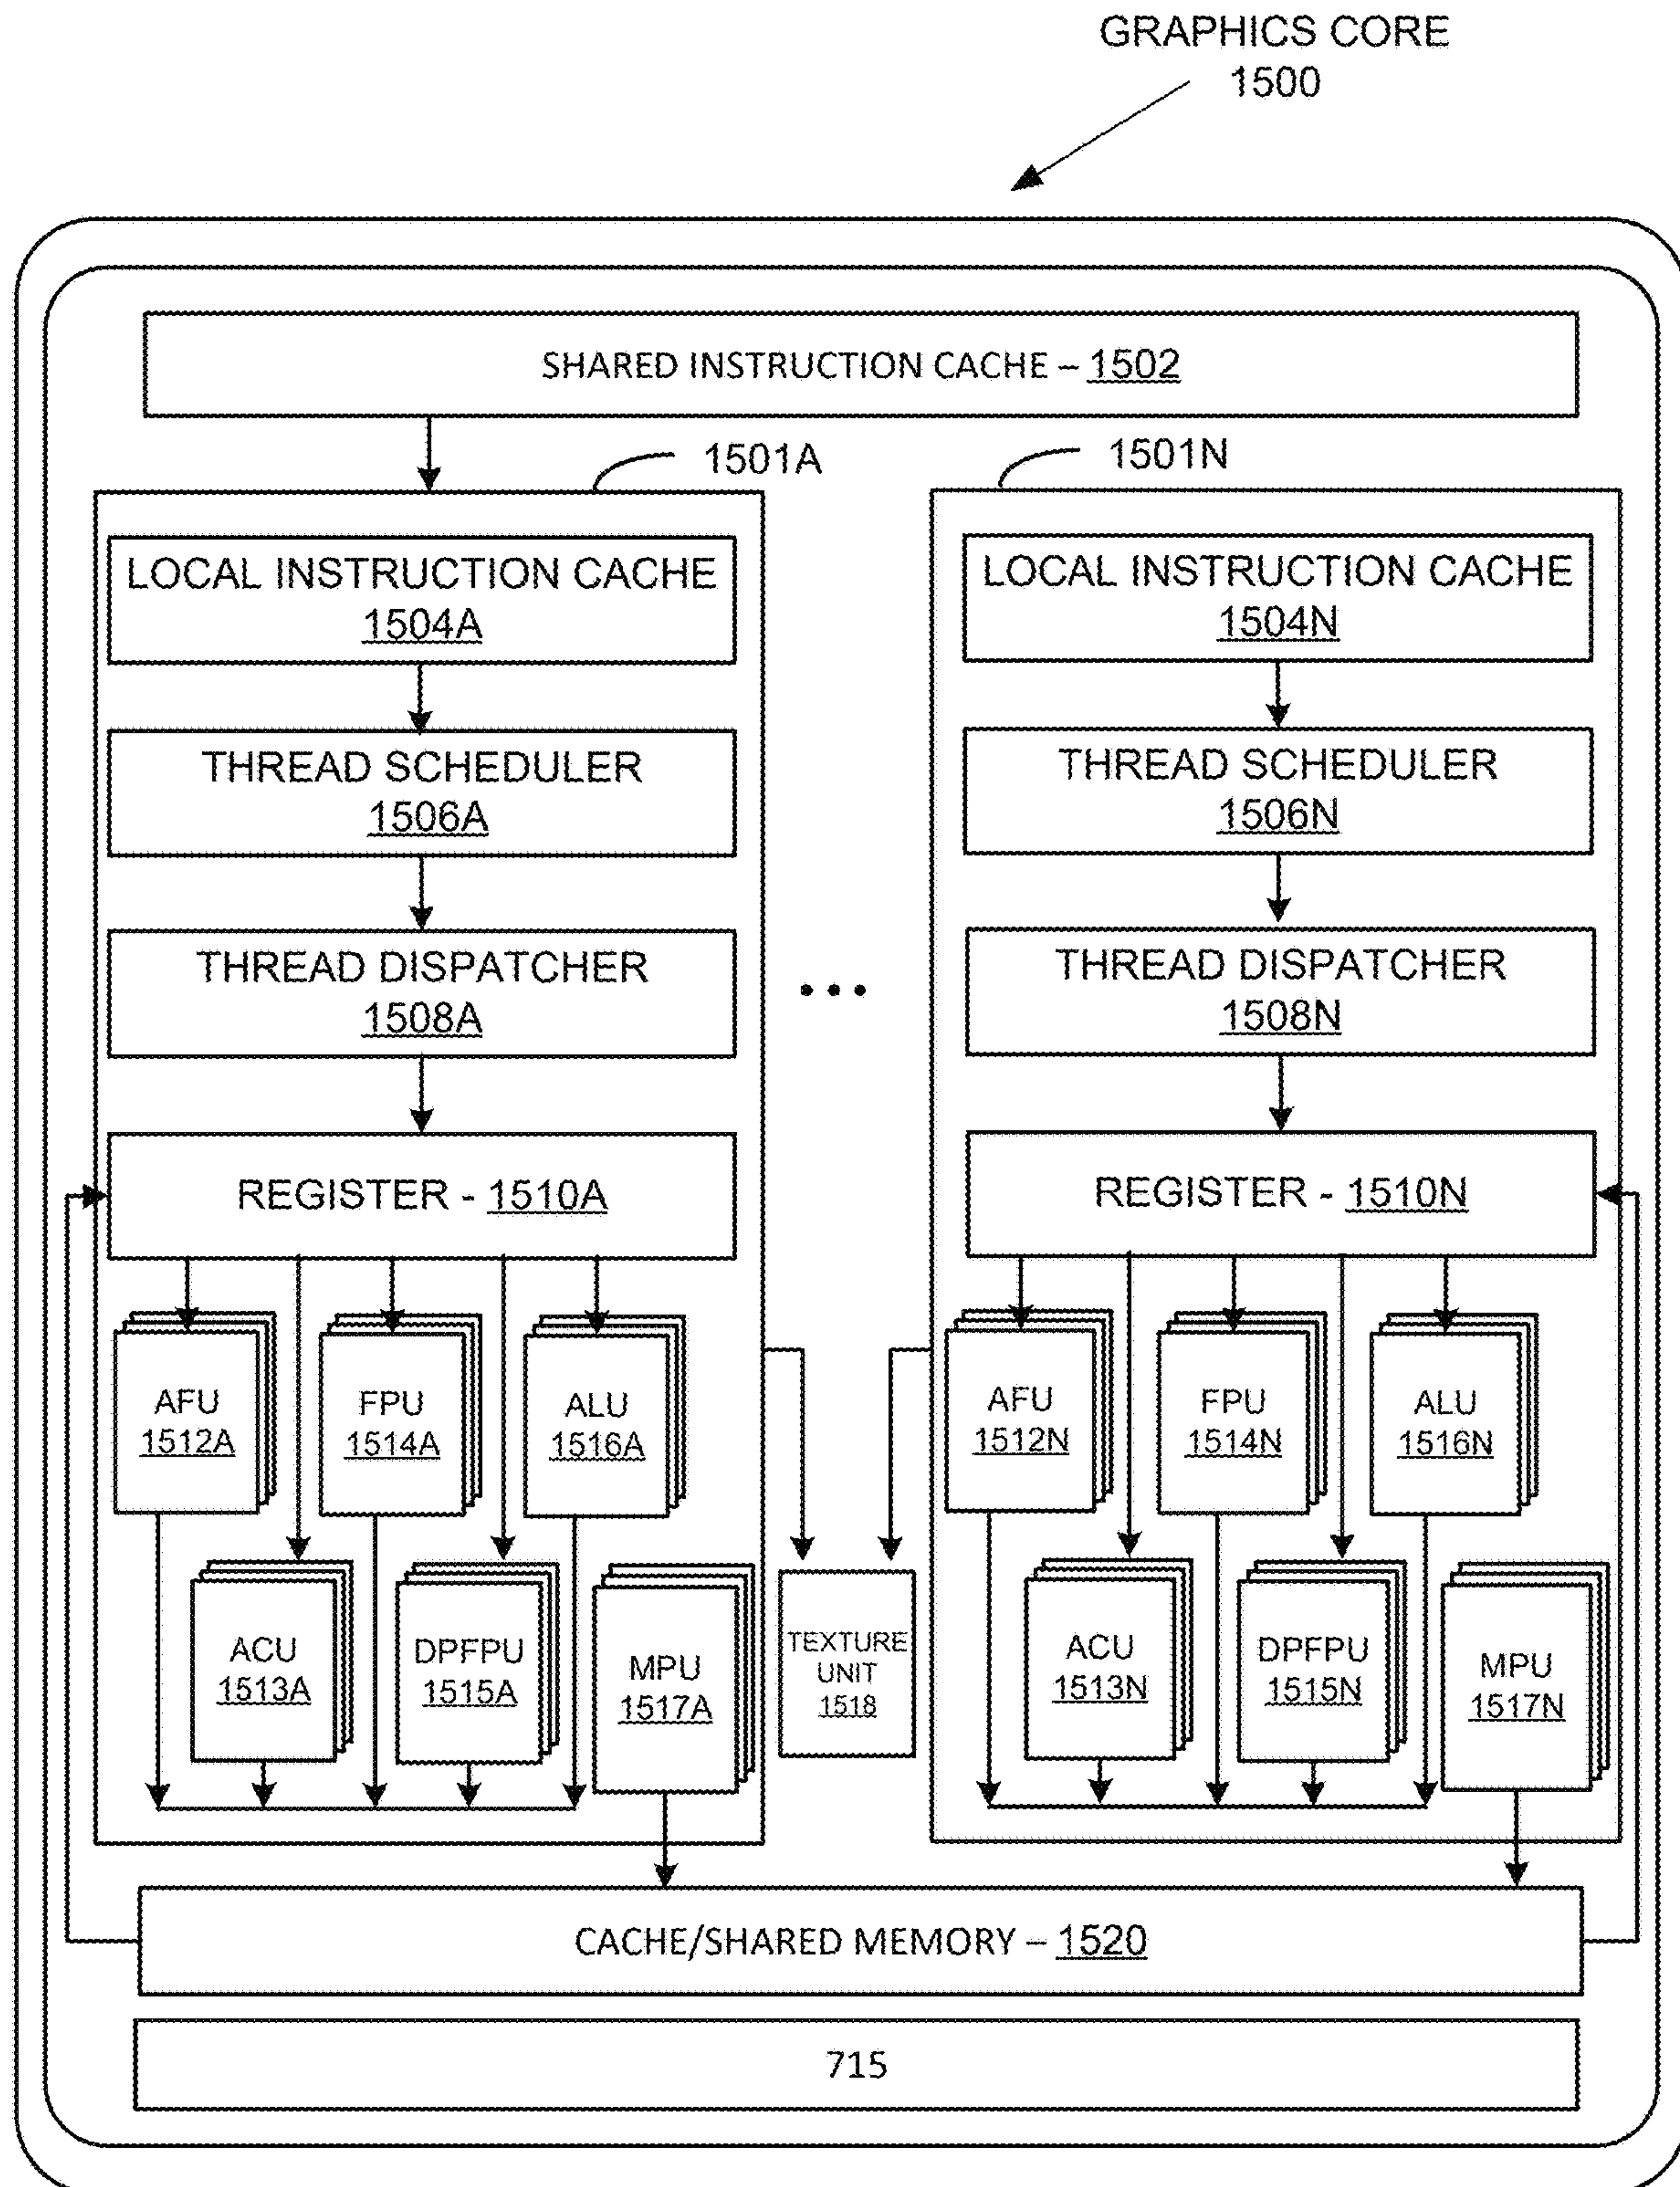 GRAPHICS CORE
1500
SHARED INSTRUCTION CACHE – 1502
1501A
1501N
LOCAL INSTRUCTION CACHE
1504A
THREAD SCHEDULER
1506A
THREAD DISPATCHER
1508A
REGISTER - 1510A
AFU
1512A
FPU
1514A
ALU
1516A
ACU
1513A
DPFPU
1515A
MPU
1517A
...
TEXTURE
UNIT
1518
LOCAL INSTRUCTION CACHE
1504N
THREAD SCHEDULER
1506N
THREAD DISPATCHER
1508N
REGISTER - 1510N
AFU
1512N
FPU
1514N
ALU
1516N
ACU
1513N
DPFPU
1515N
MPU
1517N
CACHE/SHARED MEMORY – 1520
715